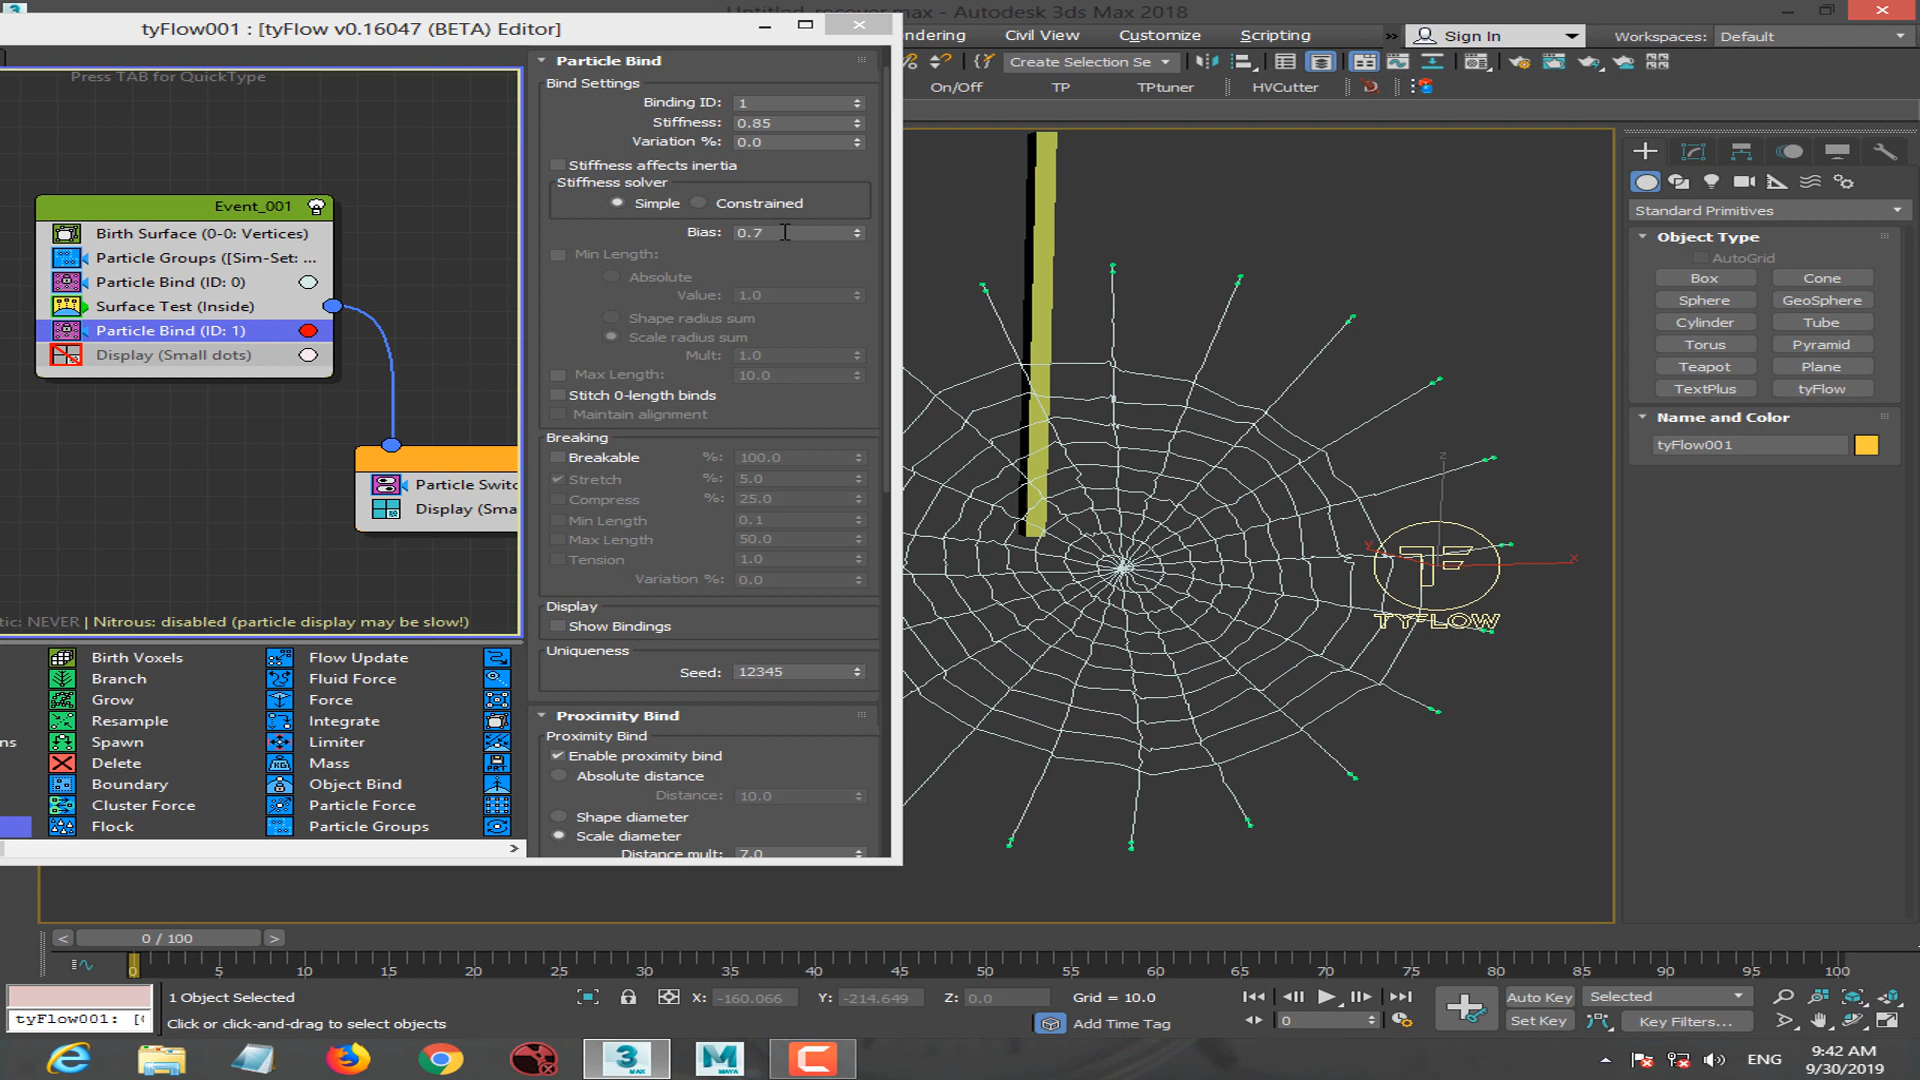 Untitled_recover.max - Autodesk 3ds Max 2018
tyFlow001 : [tyFlow v0.16047 (BETA) Editor]
Rendering Civil View Customize Scripting Sign In Workspaces: Default
Create Selection Se
On/Off TP TPtuner HVCutter
Press TAB for QuickType
Event_001
Birth Surface (0-0: Vertices)
Particle Groups ([Sim-Set: ...
Particle Bind (ID: 0)
Surface Test (Inside)
Particle Bind (ID: 1)
Display (Small dots)
Particle Switc
Display (Sma
tic: NEVER | Nitrous: disabled (particle display may be slow!)
Birth Voxels Flow Update
Branch Fluid Force
Grow Force
Resample Integrate
ns Spawn Limiter
Delete Mass
Boundary Object Bind
Cluster Force Particle Force
Flock Particle Groups
Particle Bind
Bind Settings
Binding ID: 1
Stiffness: 0.85
Variation %: 0.0
Stiffness affects inertia
Stiffness solver
Simple Constrained
Bias: 0.7
Min Length:
Absolute
Value: 1.0
Shape radius sum
Scale radius sum
Mult: 1.0
Max Length: 10.0
Stitch 0-length binds
Maintain alignment
Breaking
Breakable %: 100.0
Stretch %: 5.0
Compress %: 25.0
Min Length 0.1
Max Length 50.0
Tension 1.0
Variation %: 0.0
Display
Show Bindings
Uniqueness
Seed: 12345
Proximity Bind
Proximity Bind
Enable proximity bind
Absolute distance
Distance: 10.0
Shape diameter
Scale diameter
Distance mult: 7.0
z
y
x
TF
TYFLOW
Standard Primitives
Object Type
AutoGrid
Box Cone
Sphere GeoSphere
Cylinder Tube
Torus Pyramid
Teapot Plane
TextPlus tyFlow
Name and Color
tyFlow001
< 0 / 100 >
0 5 10 15 20 25 30 35 40 45 50 55 60 65 70 75 80 85 90 95 100
1 Object Selected X: -160.066 Y: -214.649 Z: 0.0 Grid = 10.0 Auto Key Selected
tyFlow001: [ Click or click-and-drag to select objects Add Time Tag 0 Set Key Key Filters...
3 MAX M C ENG 9:42 AM
9/30/2019